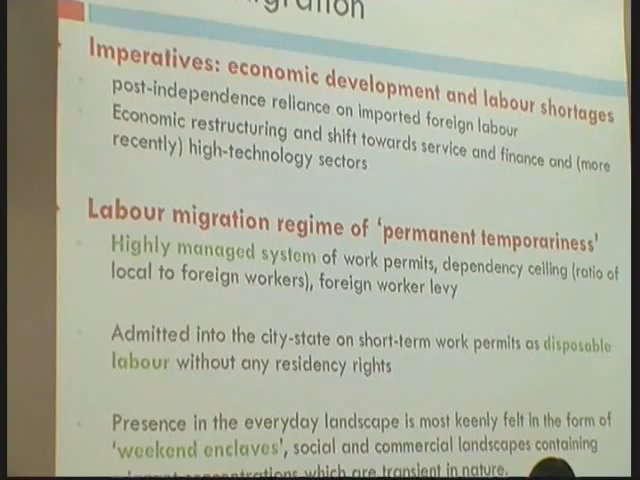 Imperatives: economic development and labour shortages
post-independence reliance on imported foreign labour
Economic restructuring and shift towards service and finance and (more
recently) high-technology sectors
Labour migration regime of ‘permanent temporariness’
Highly managed system of work permits, dependency ceiling (ratio of
local to foreign workers), foreign worker levy
Admitted into the city-state on short-term work permits as disposable
labour without any residency rights
Presence in the everyday landscape is most keenly felt in the form of
‘weekend enclaves’, social and commercial landscapes containing
concentrations which are transient in nature.